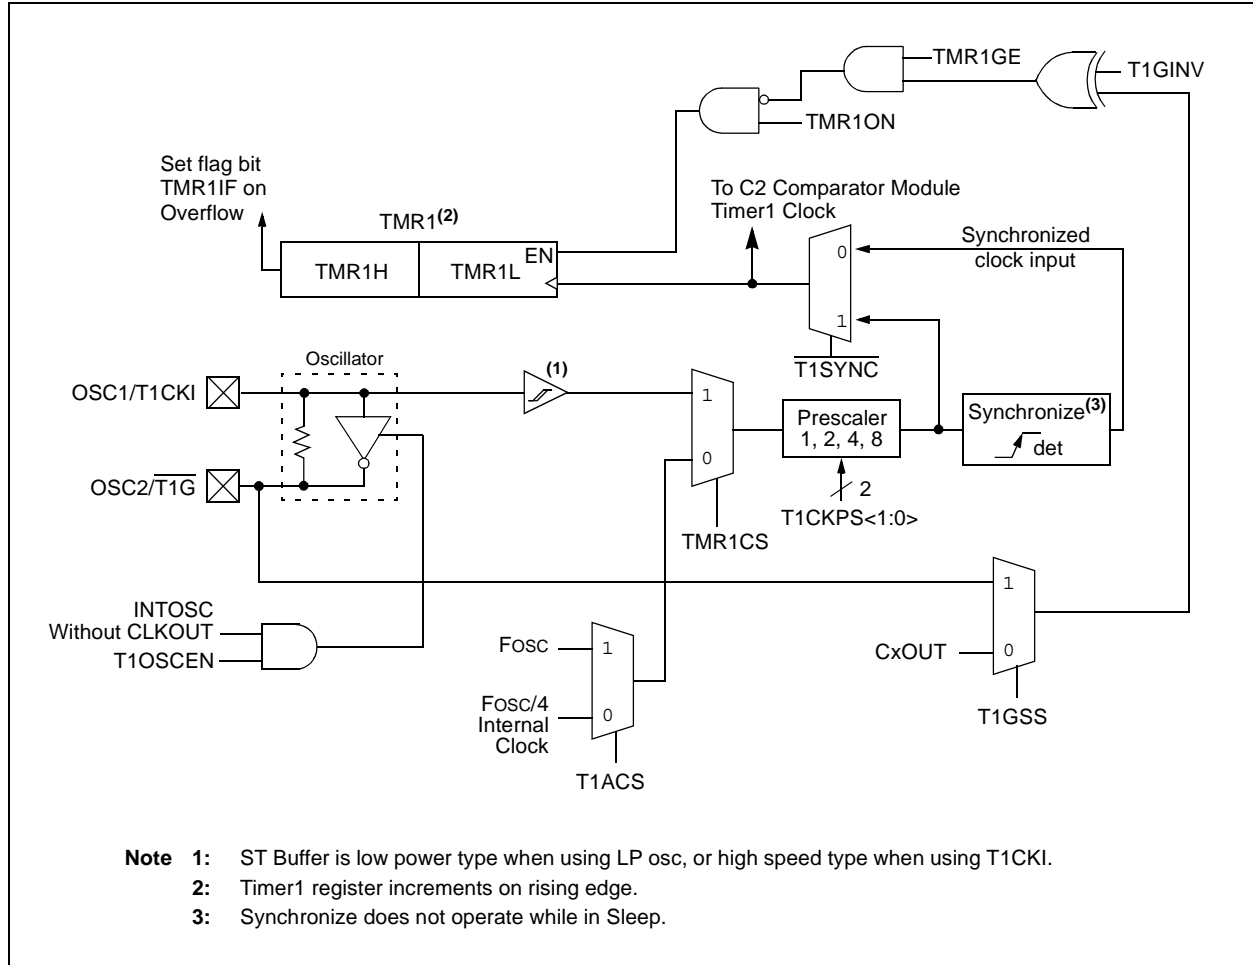 TMR1GE
T1GINV
TMR1ON
Set flag bit
TMR1IF on
Overflow
To C2 Comparator Module
Timer1 Clock
TMR1(2)
EN
TMR1H
TMR1L
0
1
Synchronized
clock input
T1SYNC
Oscillator
(1)
OSC1/T1CKI
1
0
Prescaler
1, 2, 4, 8
Synchronize(3)
det
OSC2/T1G
2
T1CKPS<1:0>
TMR1CS
INTOSC
Without CLKOUT
T1OSCEN
FOSC
1
FOSC/4
Internal
Clock
0
T1ACS
1
CxOUT
0
T1GSS
Note 1: ST Buffer is low power type when using LP osc, or high speed type when using T1CKI.
2: Timer1 register increments on rising edge.
3: Synchronize does not operate while in Sleep.